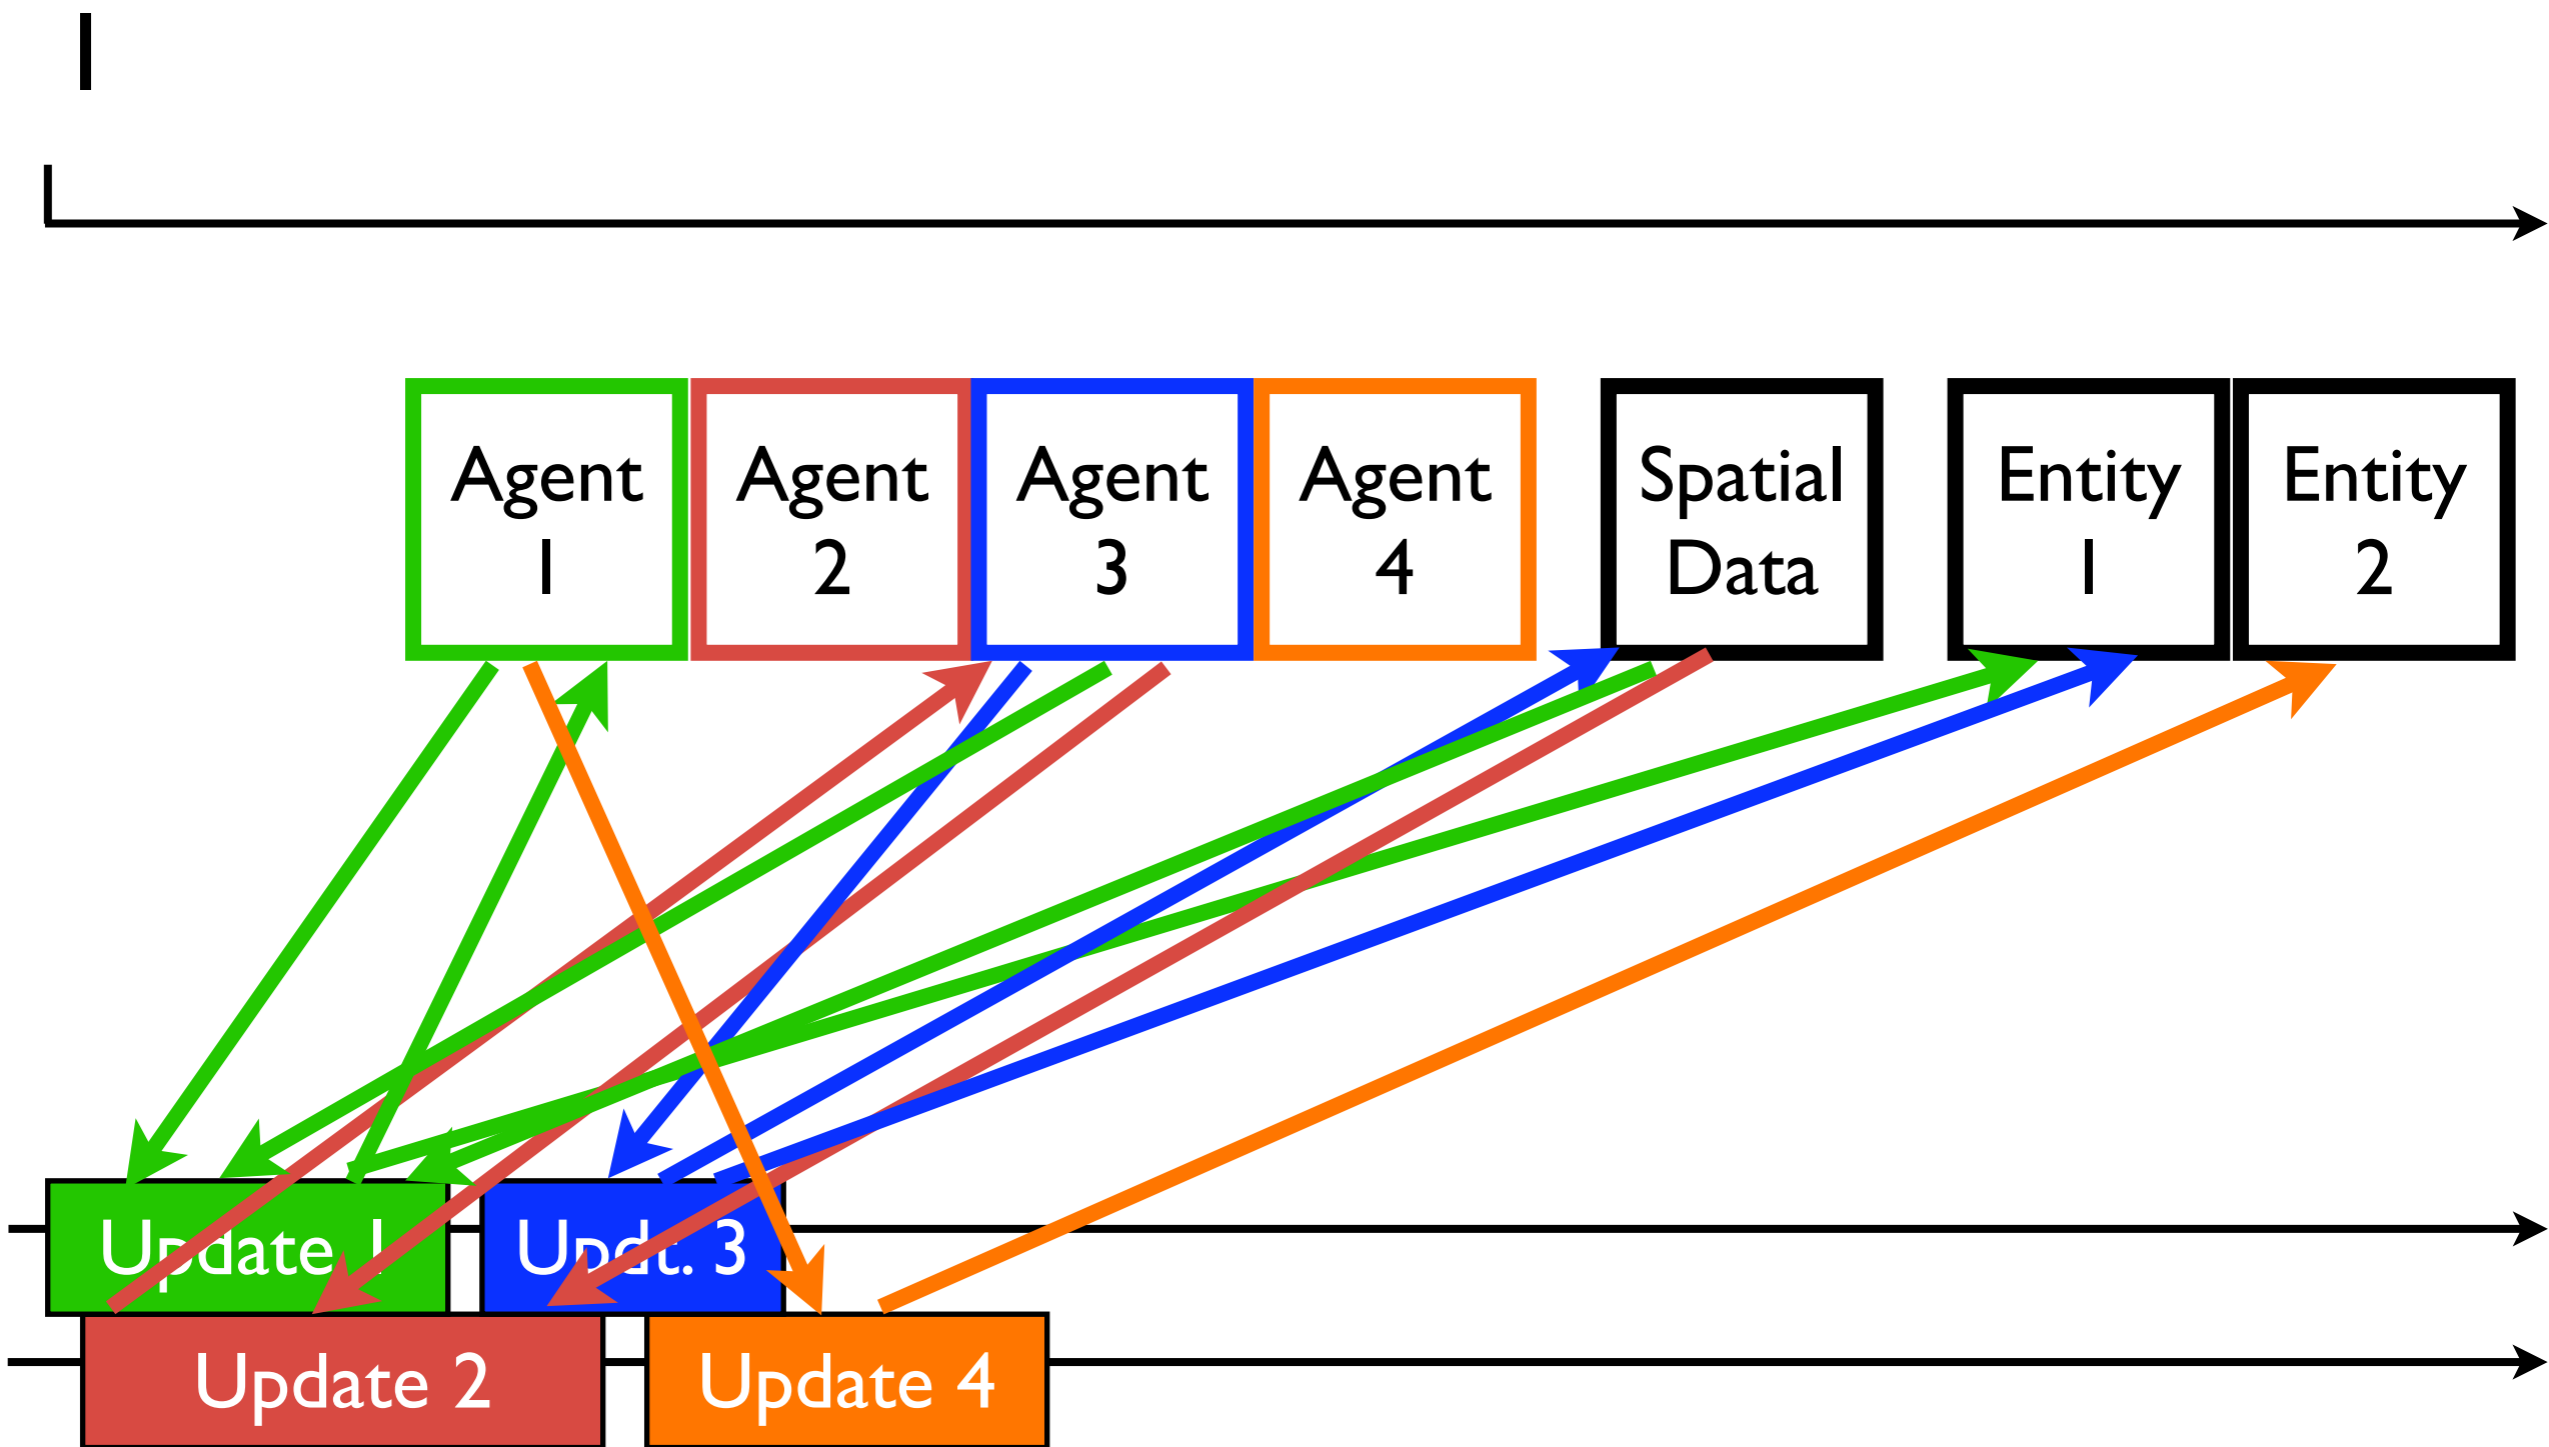 Agent
1
Agent
2
Agent
3
Agent
4
Spatial
Data
Entity
1
Entity
2
Update 1
Updt. 3
Update 2
Update 4